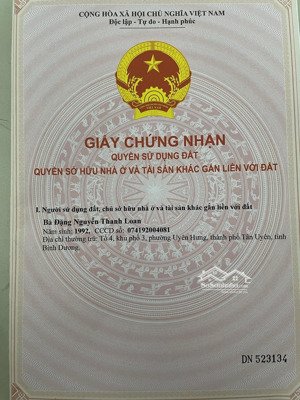 CỘNG HÒA XÃ HỘI CHỦ NGHĨA VIỆT NAM
Độc lập - Tự do - Hạnh phúc
GIẤY CHỨNG NHẬN
QUYỀN SỬ DỤNG ĐẤT
QUYỀN SỞ HỮU NHÀ Ở VÀ TÀI SẢN KHÁC GẮN LIỀN VỚI ĐẤT
I. Người sử dụng đất, chủ sở hữu nhà ở và tài sản khác gắn liền với đất
Bà Đặng Nguyễn Thanh Loan
Năm sinh: 1992, CCCD số: 074192004081
Địa chỉ thường trú: Tổ 4, khu phố 3, phường Uyên Hưng, thành phố Tân Uyên, tỉnh
Bình Dương.
DN 523134